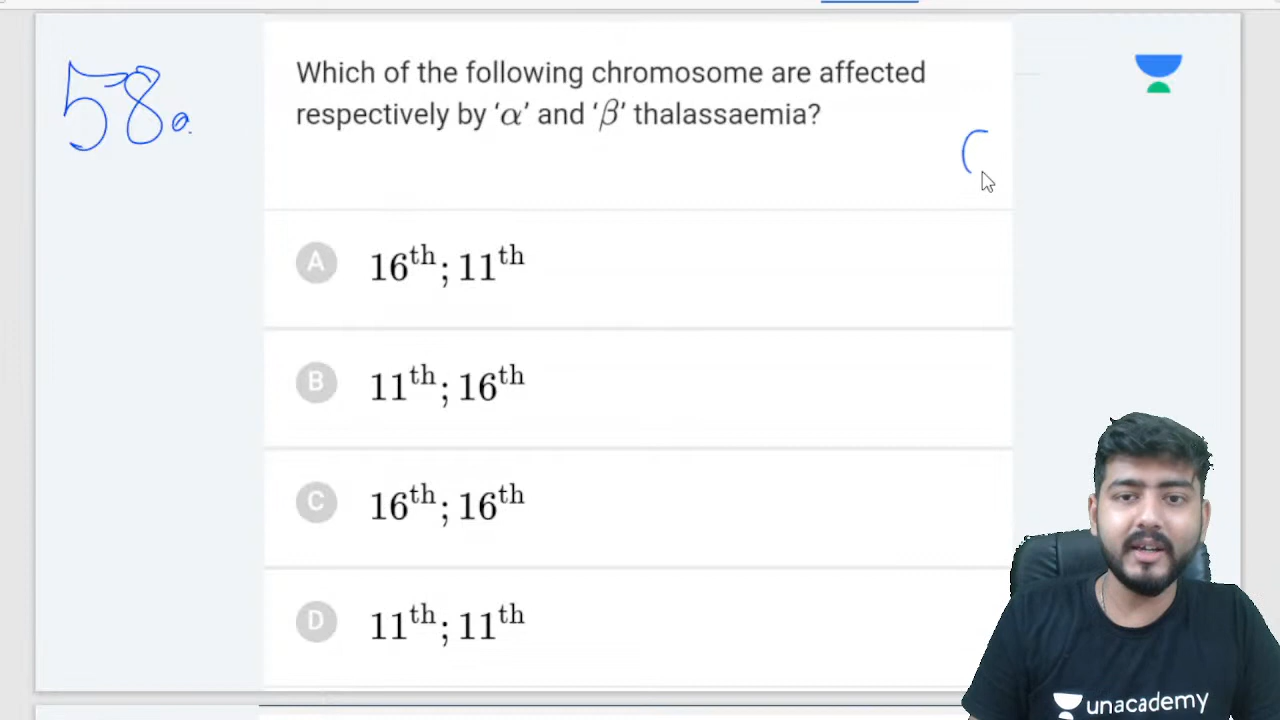 58a.
Which of the following chromosome are affected
respectively by ‘α’ and ‘β’ thalassaemia?
(
A 16th; 11th
B 11th; 16th
C 16th; 16th
D 11th; 11th
unacademy